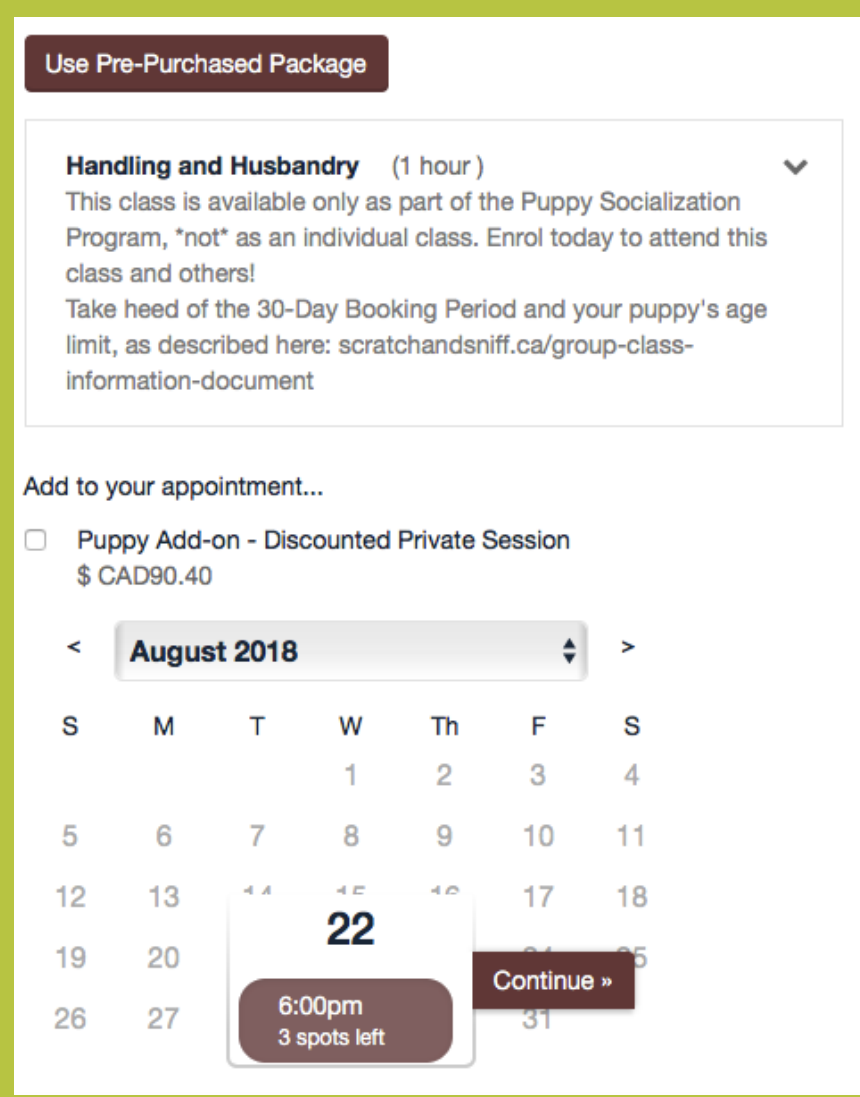 Use Pre-Purchased Package
Handling and Husbandry (1 hour )
This class is available only as part of the Puppy Socialization
Program, *not* as an individual class. Enrol today to attend this
class and others!
Take heed of the 30-Day Booking Period and your puppy's age
limit, as described here: scratchandsniff.ca/group-class-
information-document
Add to your appointment...
Puppy Add-on - Discounted Private Session
$ CAD90.40
< August 2018 >
S M T W Th F S
1 2 3 4
5 6 7 8 9 10 11
12 13 14 15 16 17 18
22
19 20
Continue »
6:00pm
26 27 31
3 spots left